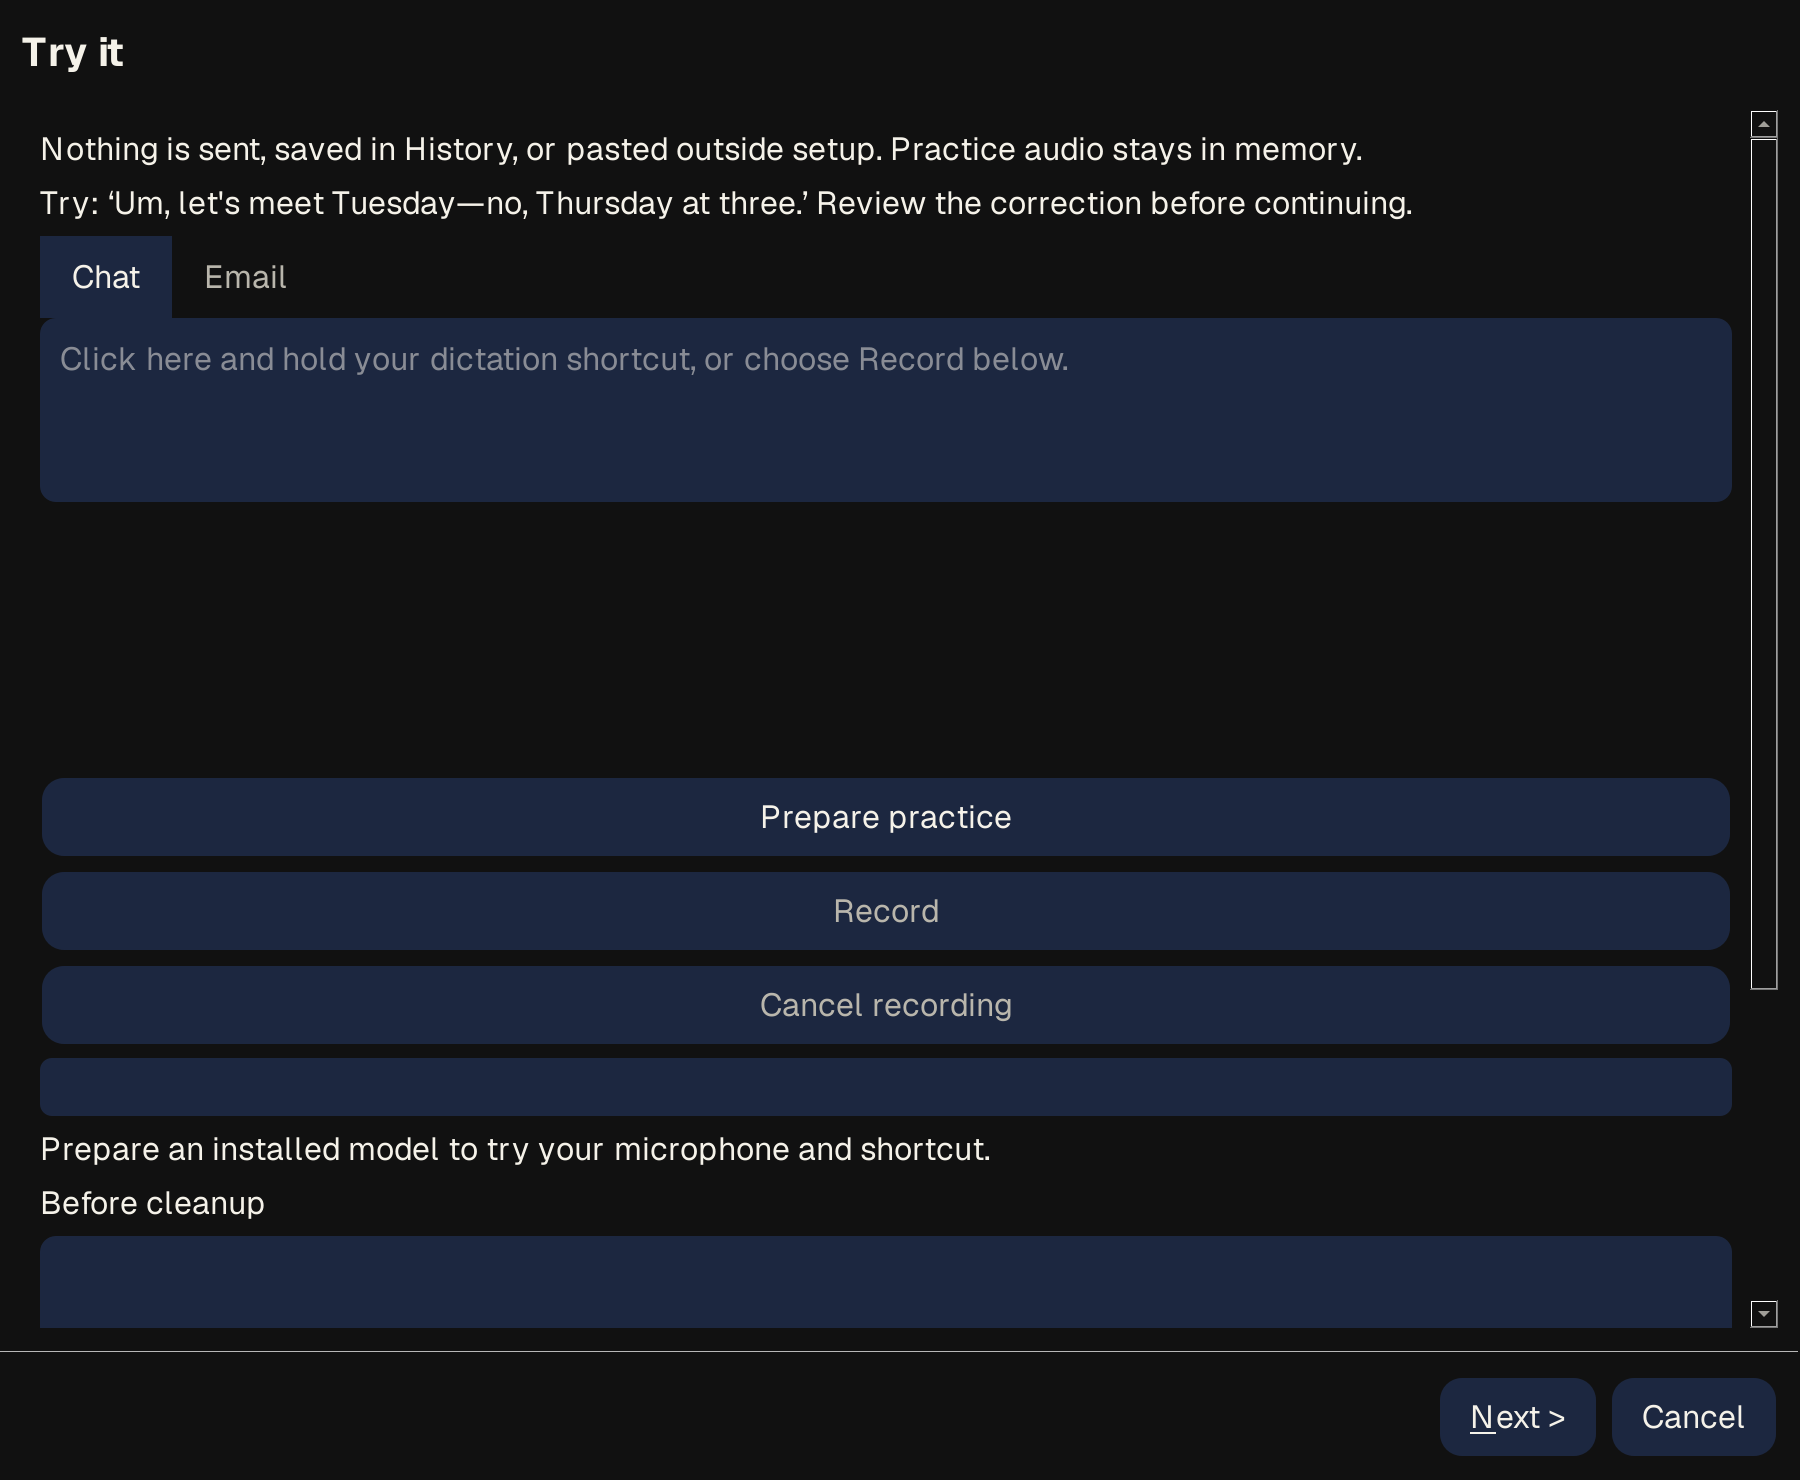 Try it
Nothing is sent, saved in History, or pasted outside setup. Practice audio stays in memory.
Try: ‘Um, let's meet Tuesday—no, Thursday at three.’ Review the correction before continuing.
Chat
Email
Click here and hold your dictation shortcut, or choose Record below.
Prepare practice
Record
Cancel recording
Prepare an installed model to try your microphone and shortcut.
Before cleanup
Next >
Cancel